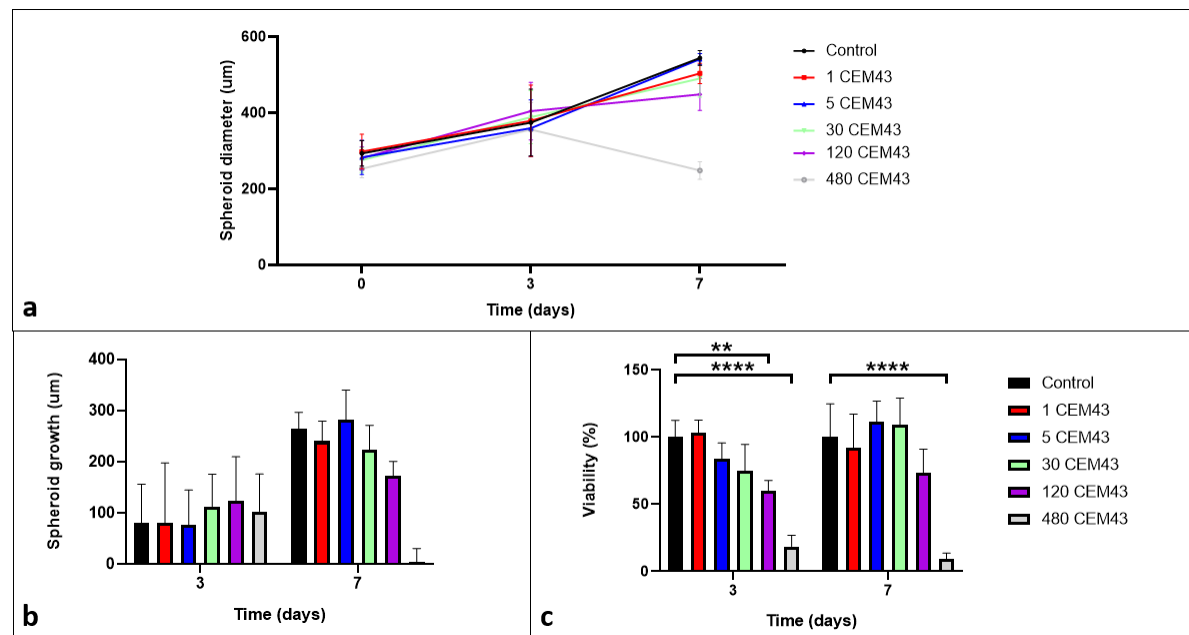 600
400
200
0
Spheroid diameter (um)
0 3 7
Time (days)
Control
1 CEM43
5 CEM43
30 CEM43
120 CEM43
480 CEM43
a
400
300
200
100
0
Spheroid growth (um)
3 7
Time (days)
b
150
100
50
0
Viability (%)
**
****
****
3 7
Time (days)
Control
1 CEM43
5 CEM43
30 CEM43
120 CEM43
480 CEM43
c